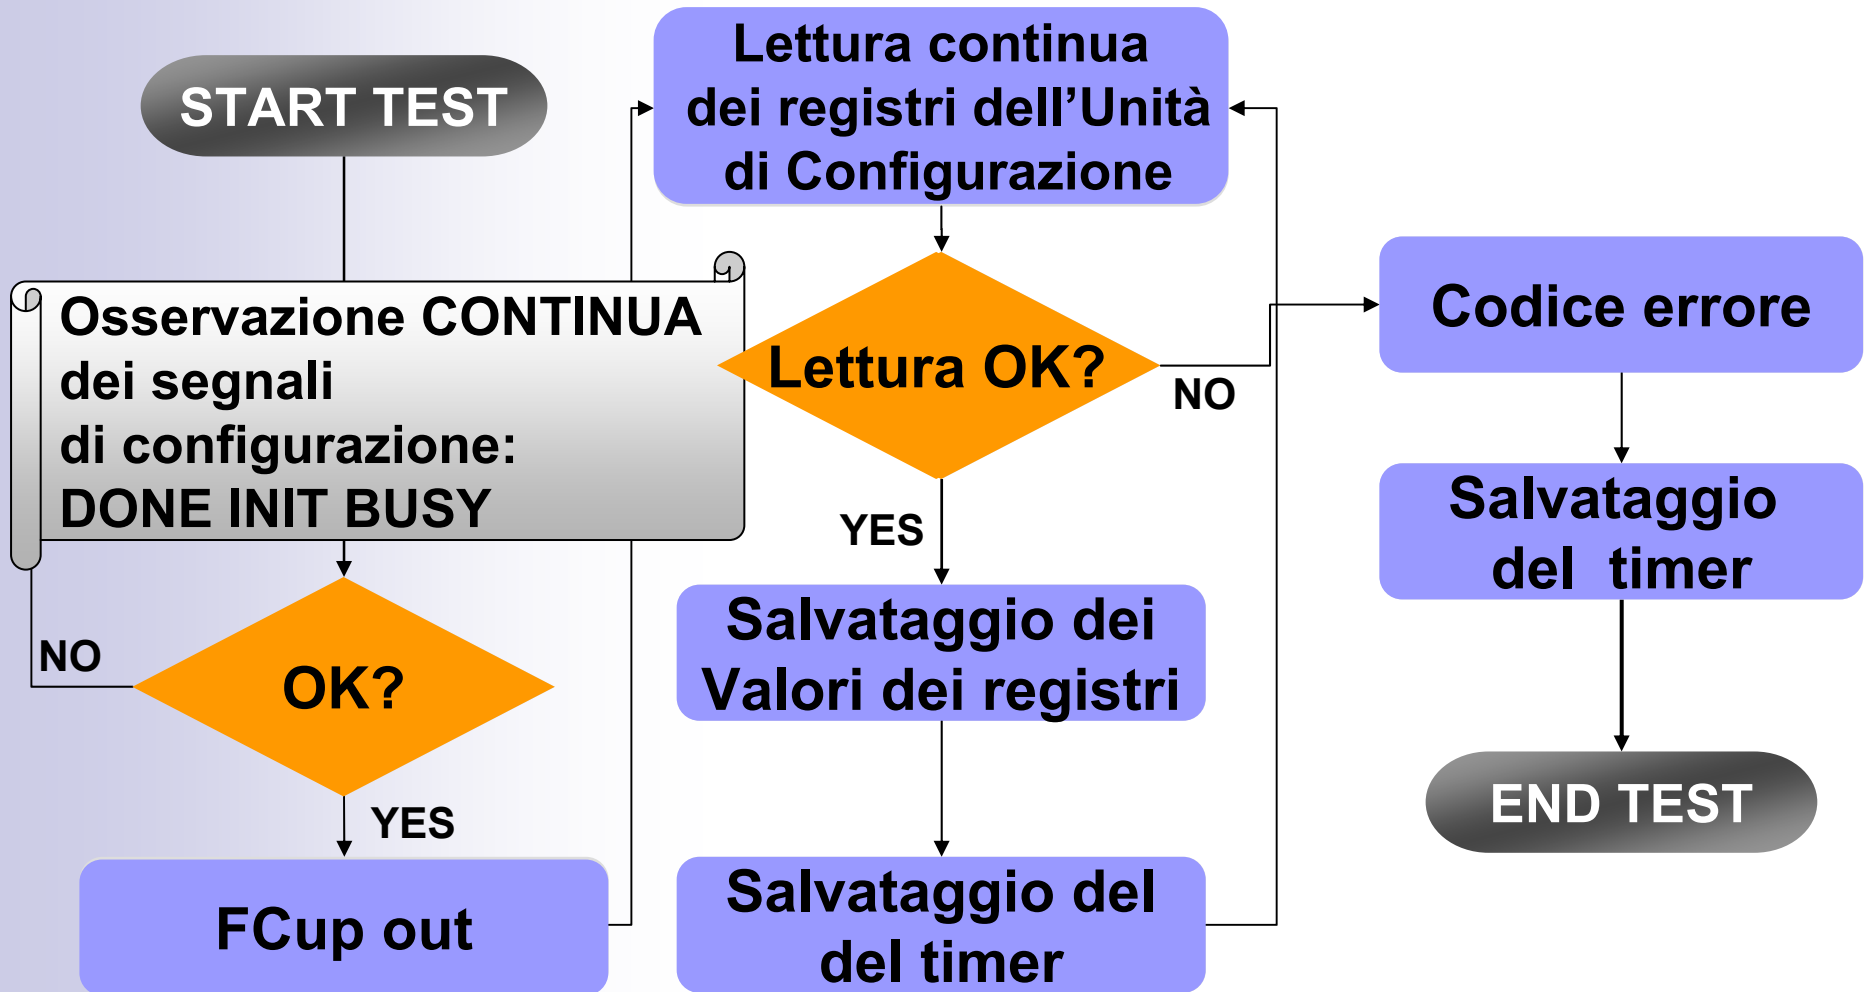 START TEST
Osservazione CONTINUA
dei segnali
di configurazione:
DONE INIT BUSY
NO
OK?
YES
FCup out
Lettura continua
dei registri dell’Unità
di Configurazione
Lettura OK?
NO
YES
Salvataggio dei
Valori dei registri
Salvataggio del
del timer
Codice errore
Salvataggio
del timer
END TEST